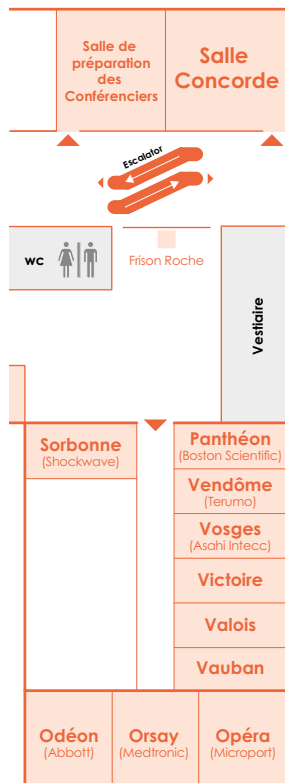 Salle de
préparation
des
Conférenciers
Salle
Concorde
Escalator
WC
Frison Roche
Vestiaire
Sorbonne
(Shockwave)
Panthéon
(Boston Scientific)
Vendôme
(Terumo)
Vosges
(Asahi Intecc)
Victoire
Valois
Vauban
Odéon
(Abbott)
Orsay
(Medtronic)
Opéra
(Microport)